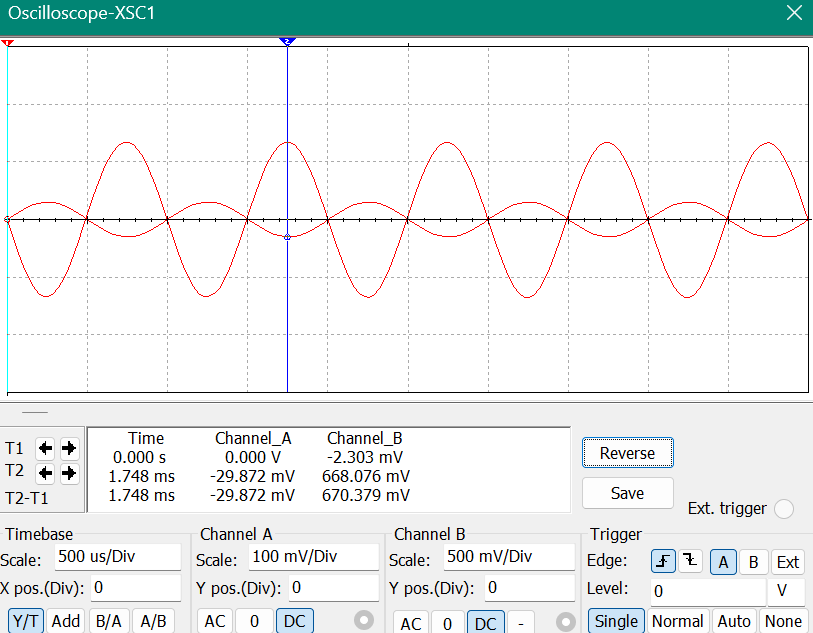 Oscilloscope-XSC1
1
2
Time Channel_A Channel_B
T1 0.000 s 0.000 V -2.303 mV
T2 1.748 ms -29.872 mV 668.076 mV
T2-T1 1.748 ms -29.872 mV 670.379 mV
Reverse
Save
Ext. trigger
Timebase Channel A Channel B Trigger
Scale: 500 us/Div Scale: 100 mV/Div Scale: 500 mV/Div Edge: A B Ext
X pos.(Div): 0 Y pos.(Div): 0 Y pos.(Div): 0 Level: 0 V
Y/T Add B/A A/B AC 0 DC AC 0 DC - Single Normal Auto None